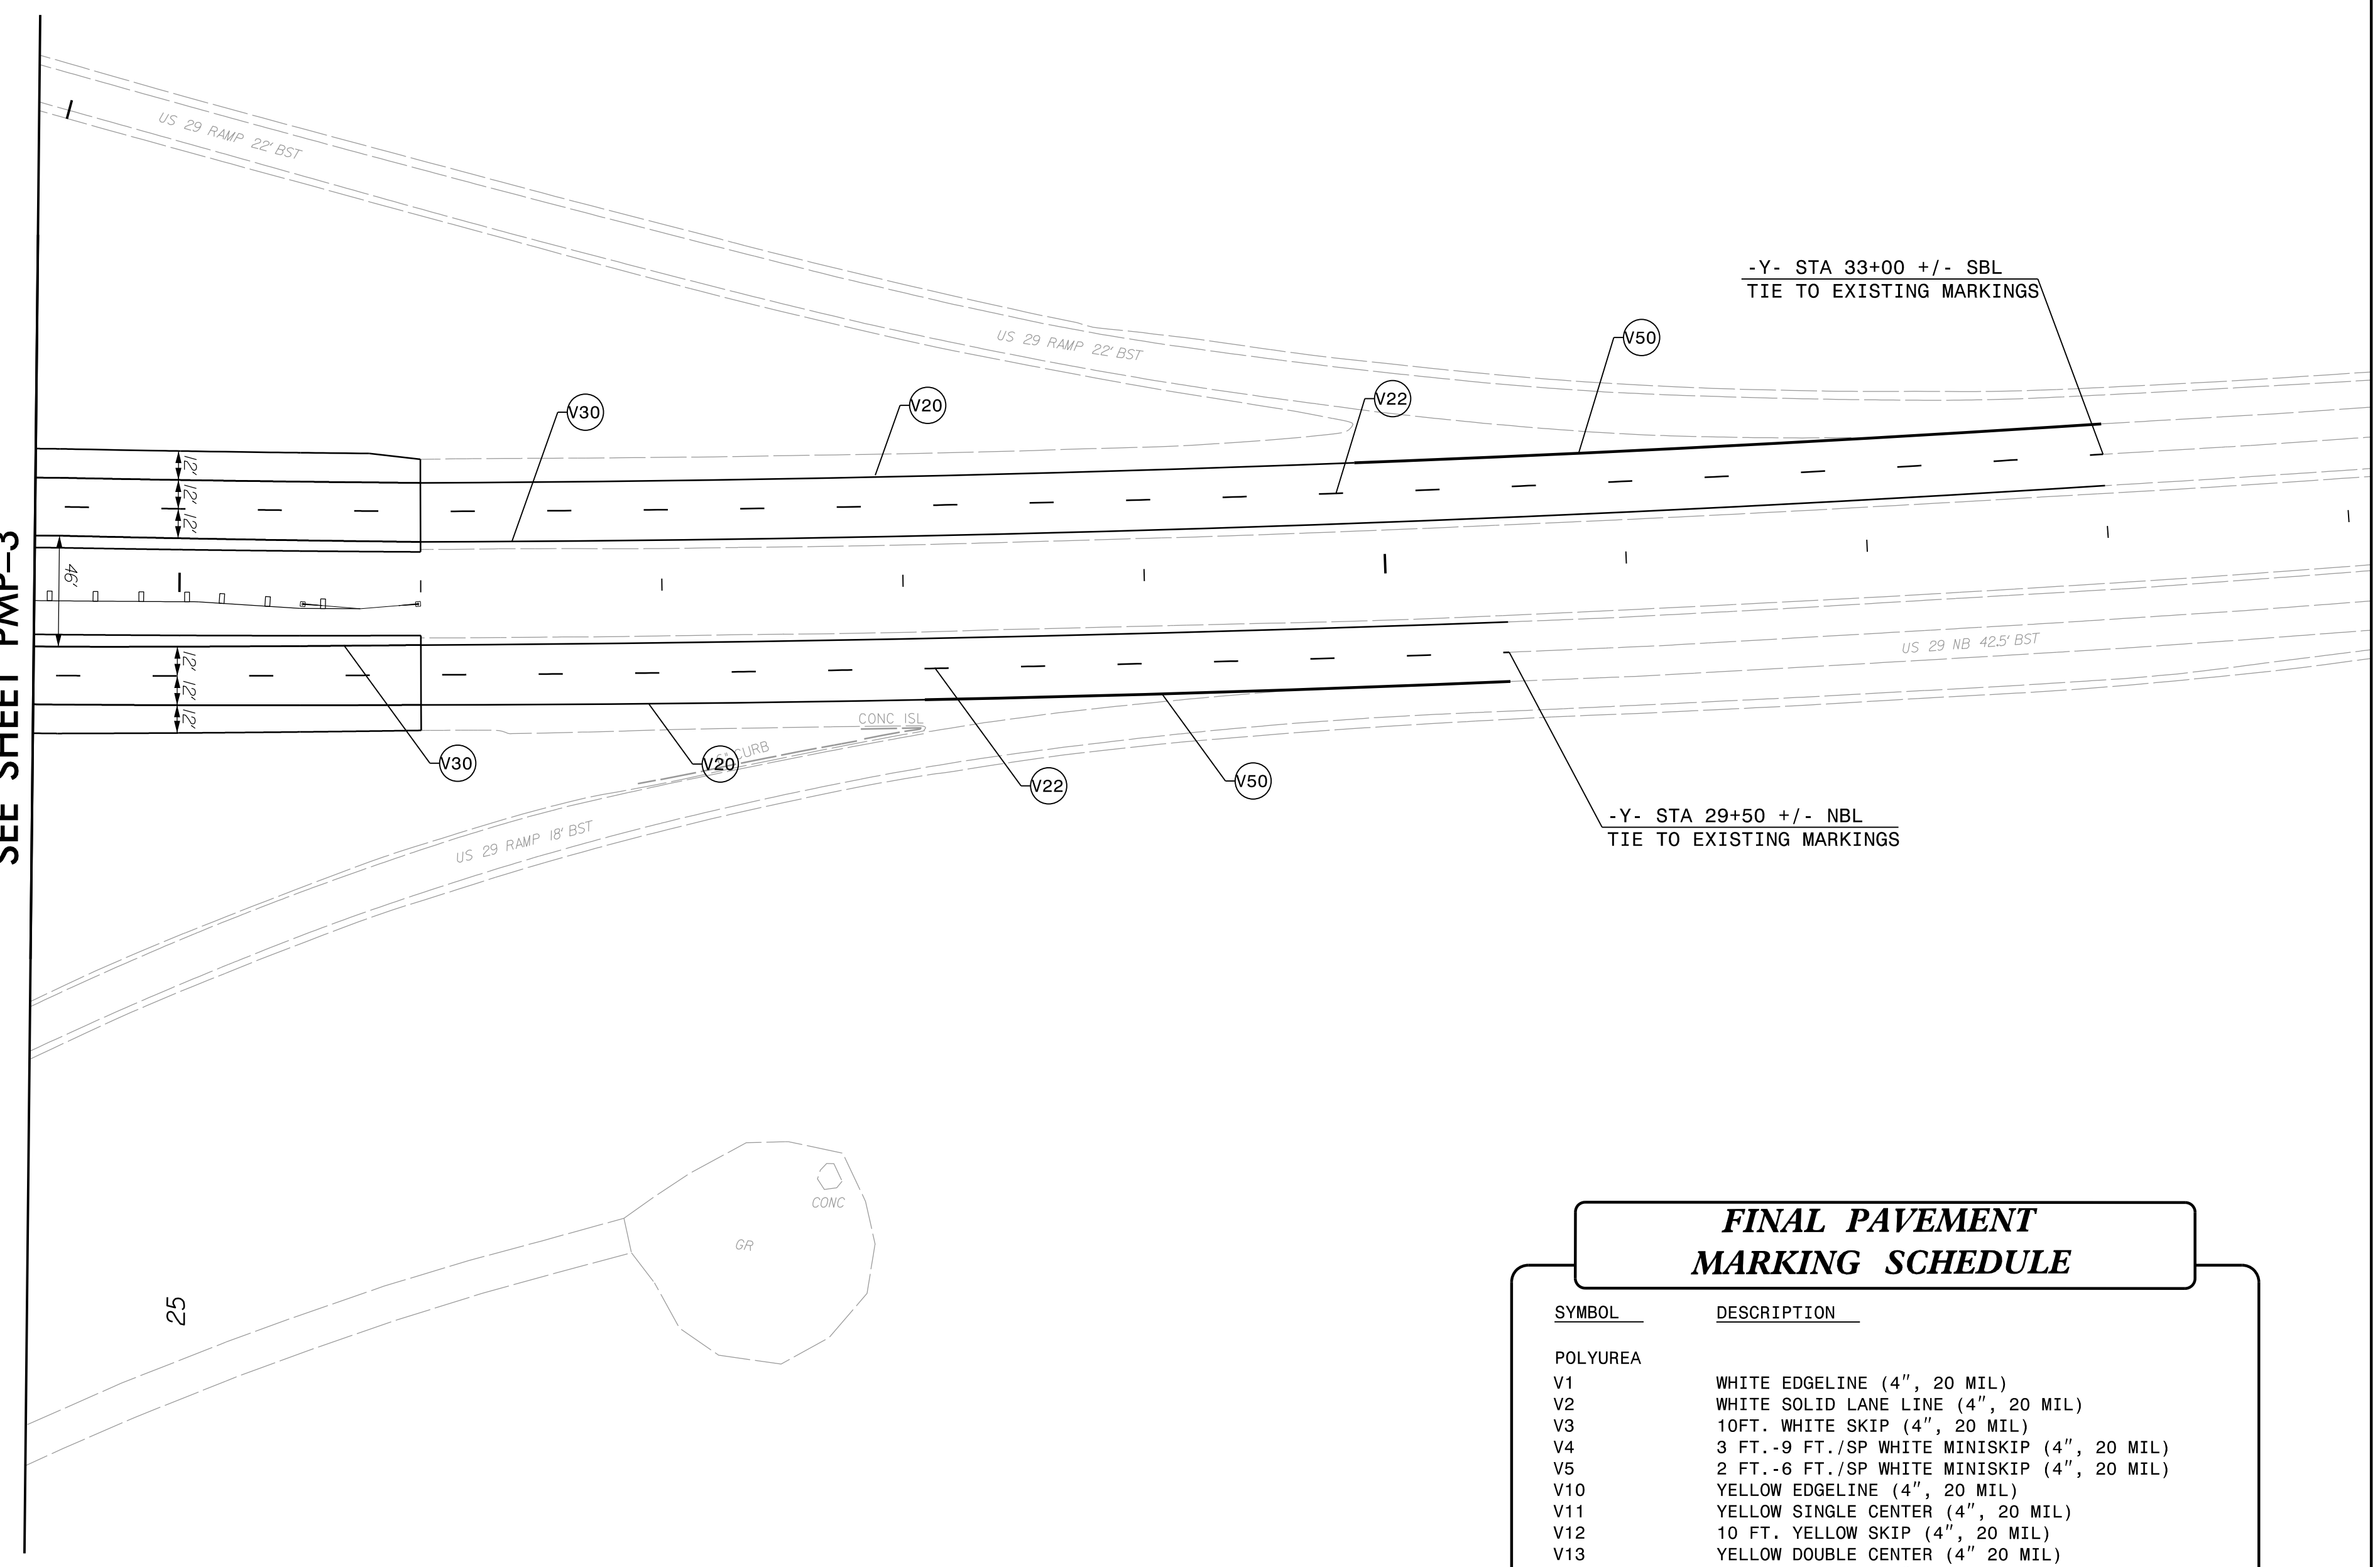 SEE SHEET PMP-3
US 29 RAMP 22' BST
US 29 RAMP 22' BST
-Y- STA 33+00 +/- SBL
TIE TO EXISTING MARKINGS
V50
V30
V20
V22
12'
12'
12'
46'
12'
12'
12'
US 29 NB 42.5' BST
CONC ISL
CURB
V30
V20
V22
V50
US 29 RAMP 18' BST
-Y- STA 29+50 +/- NBL
TIE TO EXISTING MARKINGS
CONC
GR
25
FINAL PAVEMENT
MARKING SCHEDULE
SYMBOL DESCRIPTION
POLYUREA
V1 WHITE EDGELINE (4", 20 MIL)
V2 WHITE SOLID LANE LINE (4", 20 MIL)
V3 10FT. WHITE SKIP (4", 20 MIL)
V4 3 FT.-9 FT./SP WHITE MINISKIP (4", 20 MIL)
V5 2 FT.-6 FT./SP WHITE MINISKIP (4", 20 MIL)
V10 YELLOW EDGELINE (4", 20 MIL)
V11 YELLOW SINGLE CENTER (4", 20 MIL)
V12 10 FT. YELLOW SKIP (4", 20 MIL)
V13 YELLOW DOUBLE CENTER (4" 20 MIL)